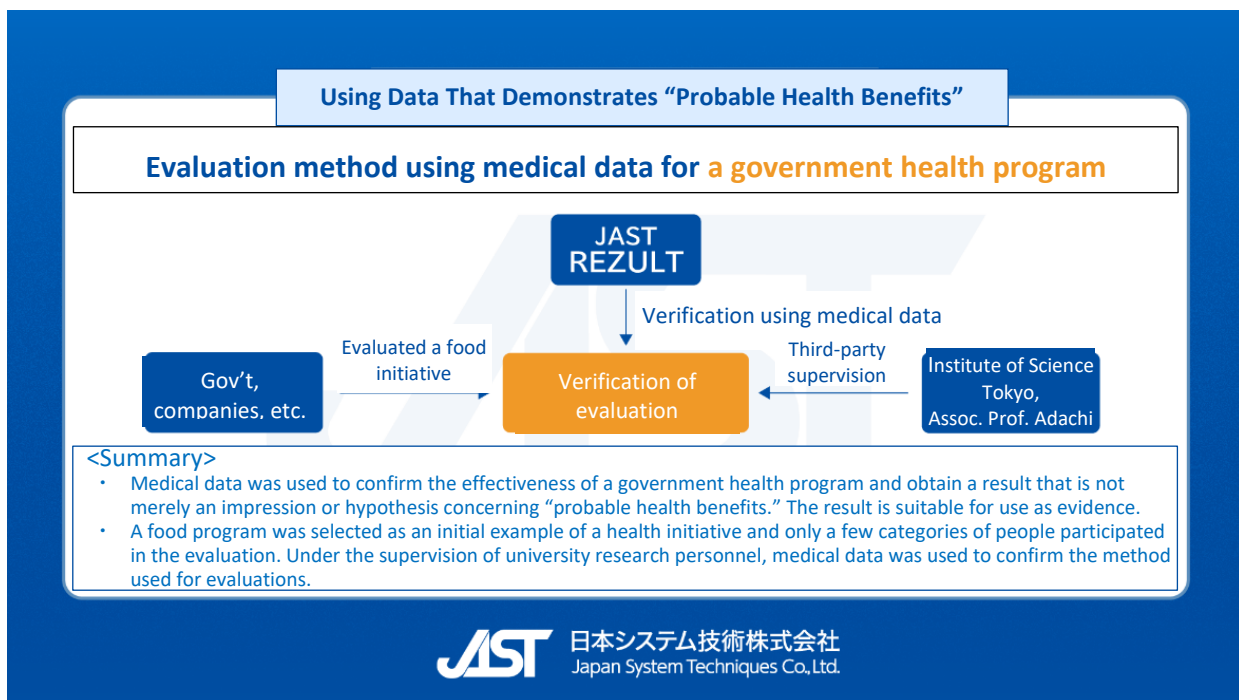 Using Data That Demonstrates “Probable Health Benefits”
Evaluation method using medical data for a government health program
JAST
REZULT
Verification using medical data
Evaluated a food
initiative
Third-party
supervision
Gov’t,
companies, etc.
Verification of
evaluation
Institute of Science
Tokyo,
Assoc. Prof. Adachi
<Summary>
・ Medical data was used to confirm the effectiveness of a government health program and obtain a result that is not
merely an impression or hypothesis concerning “probable health benefits.” The result is suitable for use as evidence.
・ A food program was selected as an initial example of a health initiative and only a few categories of people participated
in the evaluation. Under the supervision of university research personnel, medical data was used to confirm the method
used for evaluations.
JAST 日本システム技術株式会社
Japan System Techniques Co.,Ltd.